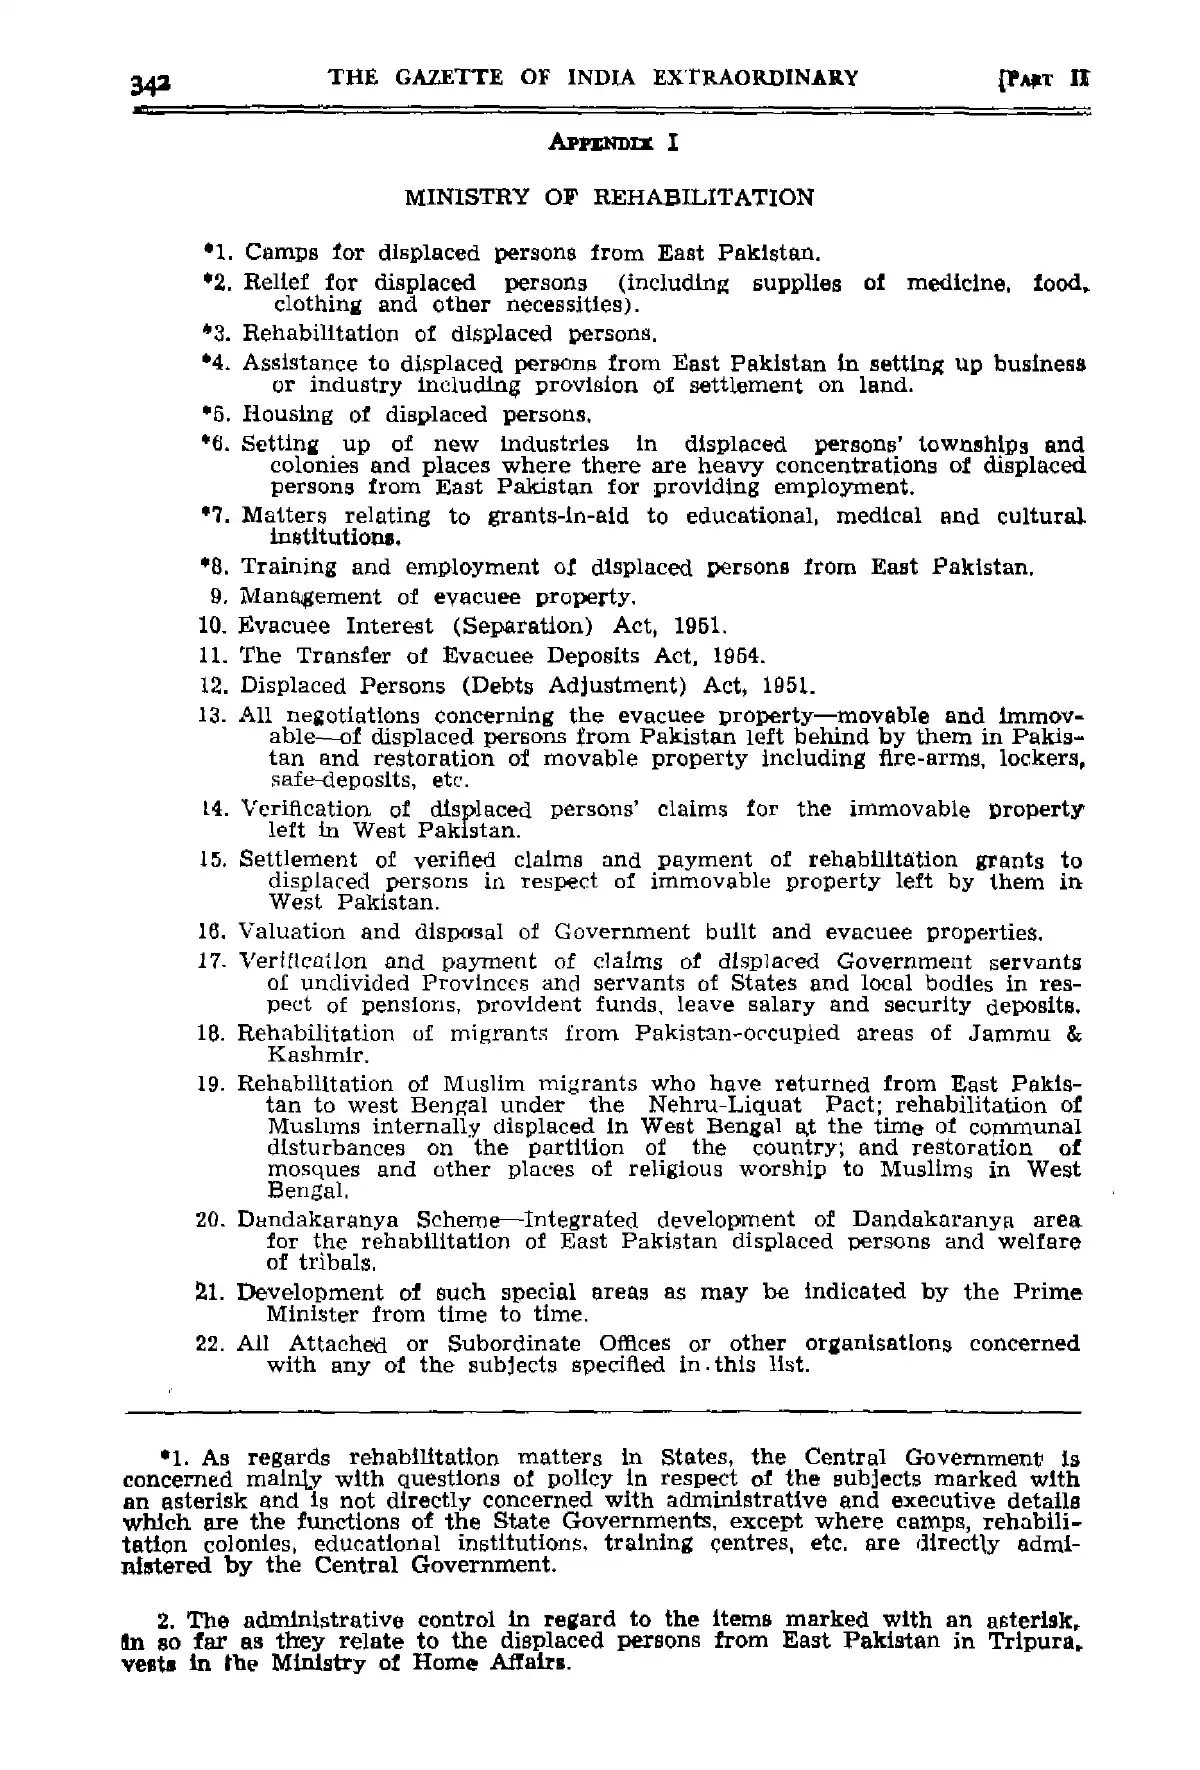 342 THE GAZETTE OF INDIA EXTRAORDINARY [PART II
APPENDIX I
MINISTRY OF REHABILITATION
*1. Camps for displaced persons from East Pakistan.
*2. Relief for displaced persons (including supplies of medicine, food,
clothing and other necessities).
*3. Rehabilitation of displaced persons.
*4. Assistance to displaced persons from East Pakistan in setting up business
or industry including provision of settlement on land.
*5. Housing of displaced persons.
*6. Setting up of new industries in displaced persons' townships and
colonies and places where there are heavy concentrations of displaced
persons from East Pakistan for providing employment.
*7. Matters relating to grants-in-aid to educational, medical and cultural
institutions.
*8. Training and employment of displaced persons from East Pakistan.
9. Management of evacuee property.
10. Evacuee Interest (Separation) Act, 1951.
11. The Transfer of Evacuee Deposits Act, 1954.
12. Displaced Persons (Debts Adjustment) Act, 1951.
13. All negotiations concerning the evacuee property—movable and immov-
able—of displaced persons from Pakistan left behind by them in Pakis-
tan and restoration of movable property including fire-arms, lockers,
safe-deposits, etc.
14. Verification of displaced persons' claims for the immovable property
left in West Pakistan.
15. Settlement of verified claims and payment of rehabilitation grants to
displaced persons in respect of immovable property left by them in
West Pakistan.
16. Valuation and disposal of Government built and evacuee properties.
17. Verification and payment of claims of displaced Government servants
of undivided Provinces and servants of States and local bodies in res-
pect of pensions, provident funds, leave salary and security deposits.
18. Rehabilitation of migrants from Pakistan-occupied areas of Jammu &
Kashmir.
19. Rehabilitation of Muslim migrants who have returned from East Pakis-
tan to west Bengal under the Nehru-Liquat Pact; rehabilitation of
Muslims internally displaced in West Bengal at the time of communal
disturbances on the partition of the country; and restoration of
mosques and other places of religious worship to Muslims in West
Bengal.
20. Dandakaranya Scheme—Integrated development of Dandakaranya area
for the rehabilitation of East Pakistan displaced persons and welfare
of tribals.
21. Development of such special areas as may be indicated by the Prime
Minister from time to time.
22. All Attached or Subordinate Offices or other organisations concerned
with any of the subjects specified in this list.
*1. As regards rehabilitation matters in States, the Central Government is
concerned mainly with questions of policy in respect of the subjects marked with
an asterisk and is not directly concerned with administrative and executive details
which are the functions of the State Governments, except where camps, rehabili-
tation colonies, educational institutions, training centres, etc. are directly admi-
nistered by the Central Government.
2. The administrative control in regard to the items marked with an asterisk,
in so far as they relate to the displaced persons from East Pakistan in Tripura,
vests in the Ministry of Home Affairs.